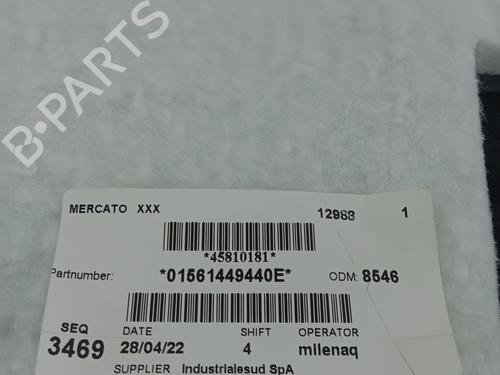 B-PARTS
MERCATO XXX 12988 1
*45810181*
Partnumber: *01561449440E* ODM: 8546
SEQ DATE SHIFT OPERATOR
3469 28/04/22 4 milenaq
SUPPLIER Industrialesud SpA